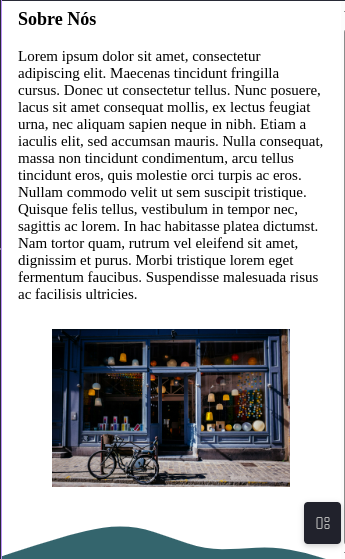 Sobre Nós
Lorem ipsum dolor sit amet, consectetur
adipiscing elit. Maecenas tincidunt fringilla
cursus. Donec ut consectetur tellus. Nunc posuere,
lacus sit amet consequat mollis, ex lectus feugiat
urna, nec aliquam sapien neque in nibh. Etiam a
iaculis elit, sed accumsan mauris. Nulla consequat,
massa non tincidunt condimentum, arcu tellus
tincidunt eros, quis molestie orci turpis ac eros.
Nullam commodo velit ut sem suscipit tristique.
Quisque felis tellus, vestibulum in tempor nec,
sagittis ac lorem. In hac habitasse platea dictumst.
Nam tortor quam, rutrum vel eleifend sit amet,
dignissim et purus. Morbi tristique lorem eget
fermentum faucibus. Suspendisse malesuada risus
ac facilisis ultricies.